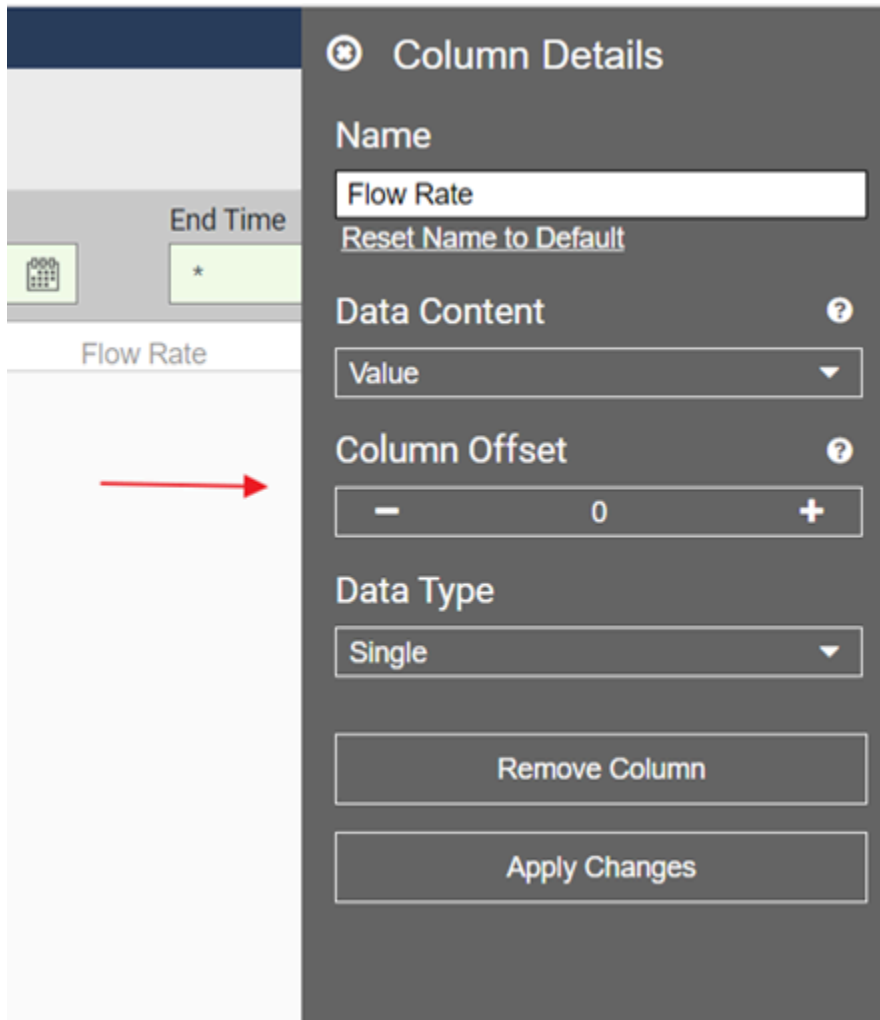 Column Details
Name
Flow Rate
Reset Name to Default
End Time
*
Data Content
Value
Flow Rate
Column Offset
0
Data Type
Single
Remove Column
Apply Changes